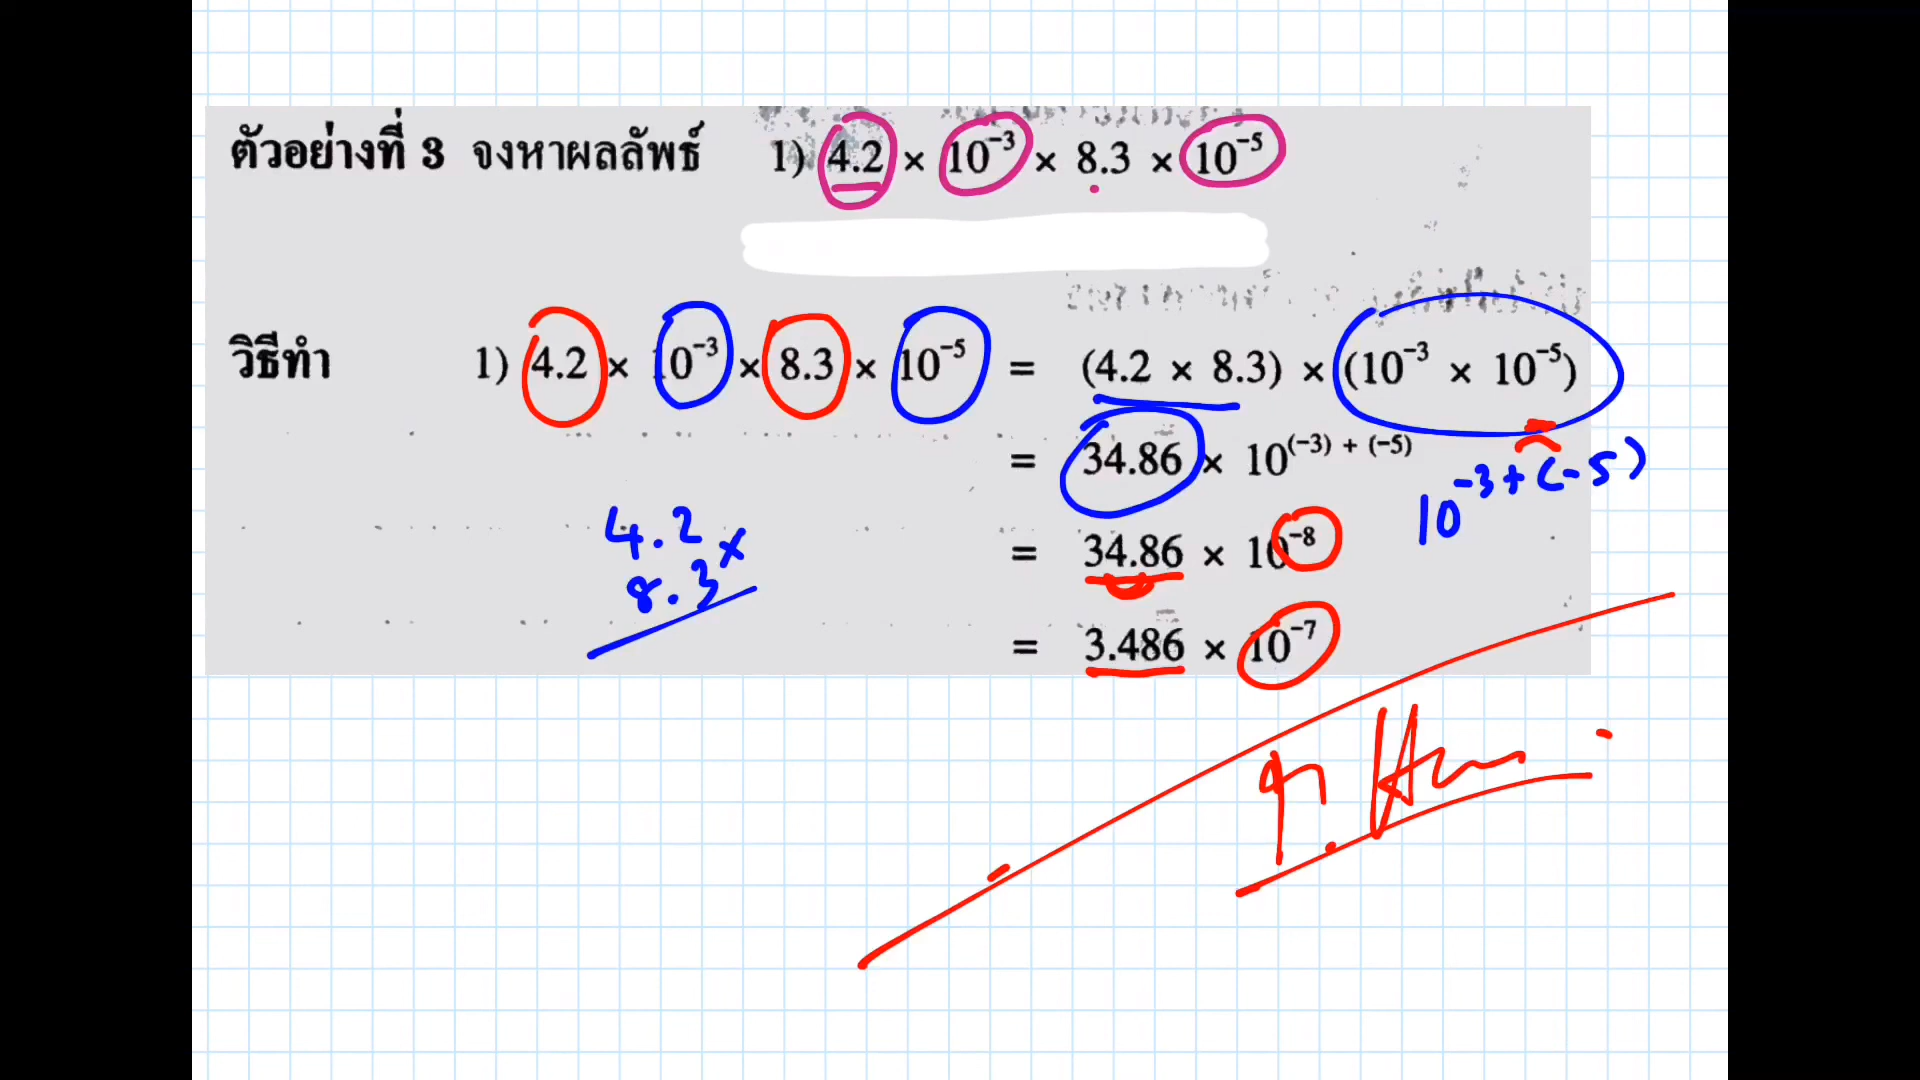 ตัวอย่างที่ 3 จงหาผลลัพธ์ 1) 4.2 × 10⁻³ × 8.3 × 10⁻⁵
วิธีทำ 1) 4.2 × 10⁻³ × 8.3 × 10⁻⁵ = (4.2 × 8.3) × (10⁻³ × 10⁻⁵)
= 34.86 × 10⁽⁻³⁾ ⁺ ⁽⁻⁵⁾
10⁻³⁺⁽⁻⁵⁾
= 34.86 × 10⁻⁸
4.2 ×
8.3
= 3.486 × 10⁻⁷